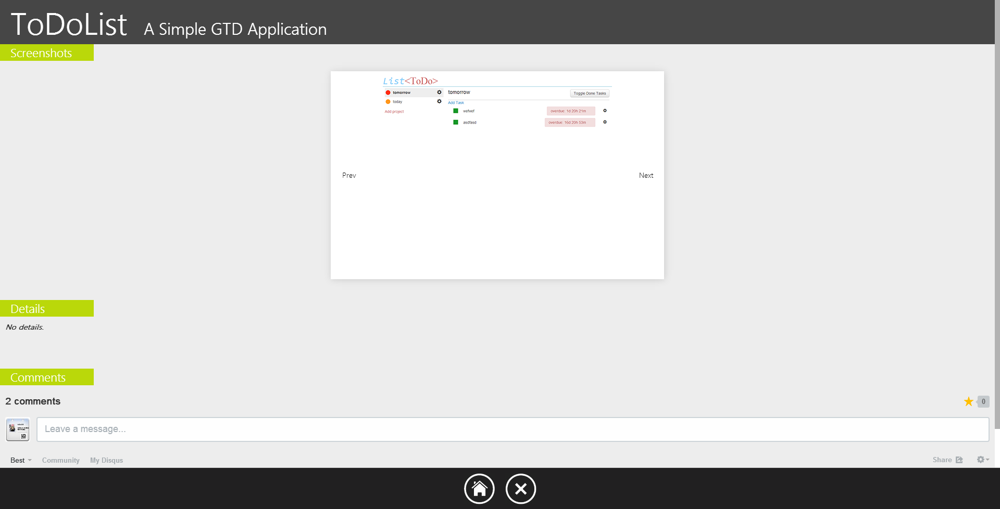 ToDoList A Simple GTD Application
Screenshots
List<ToDo>
tomorrow
today
Add project
tomorrow
Toggle Done Tasks
Add Task
wefwef
overdue: 1d 20h 21m
asdfasd
overdue: 16d 20h 53m
Prev
Next
Details
No details.
Comments
2 comments
0
Leave a message...
Best
Community
My Disqus
Share